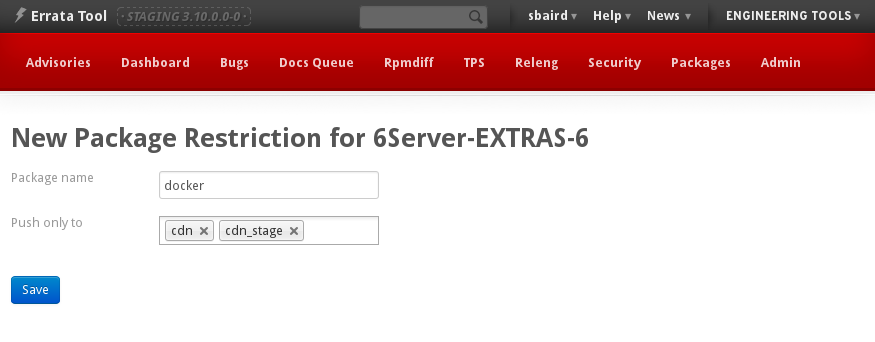 Errata Tool · STAGING 3.10.0.0-0 · sbaird ▾ Help ▾ News ▾ ENGINEERING TOOLS ▾
Advisories Dashboard Bugs Docs Queue Rpmdiff TPS Releng Security Packages Admin
New Package Restriction for 6Server-EXTRAS-6
Package name docker
Push only to cdn × cdn_stage ×
Save